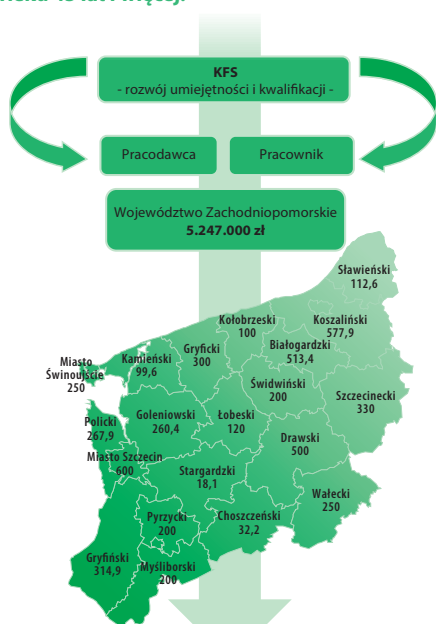 KFS
- rozwój umiejętności i kwalifikacji -
Pracodawca
Pracownik
Województwo Zachodniopomorskie
5.247.000 zł
Sławieński
112,6
Kołobrzeski
100
Koszaliński
577,9
Białogardzki
513,4
Miasto
Świnoujście
250
Kamieński
99,6
Gryficki
300
Świdwiński
200
Szczecinecki
330
Policki
267,9
Goleniowski
260,4
Łobeski
120
Drawski
500
Miasto Szczecin
600
Stargardzki
18,1
Wałecki
250
Pyrzycki
200
Choszczeński
32,2
Gryfiński
314,9
Myśliborski
200